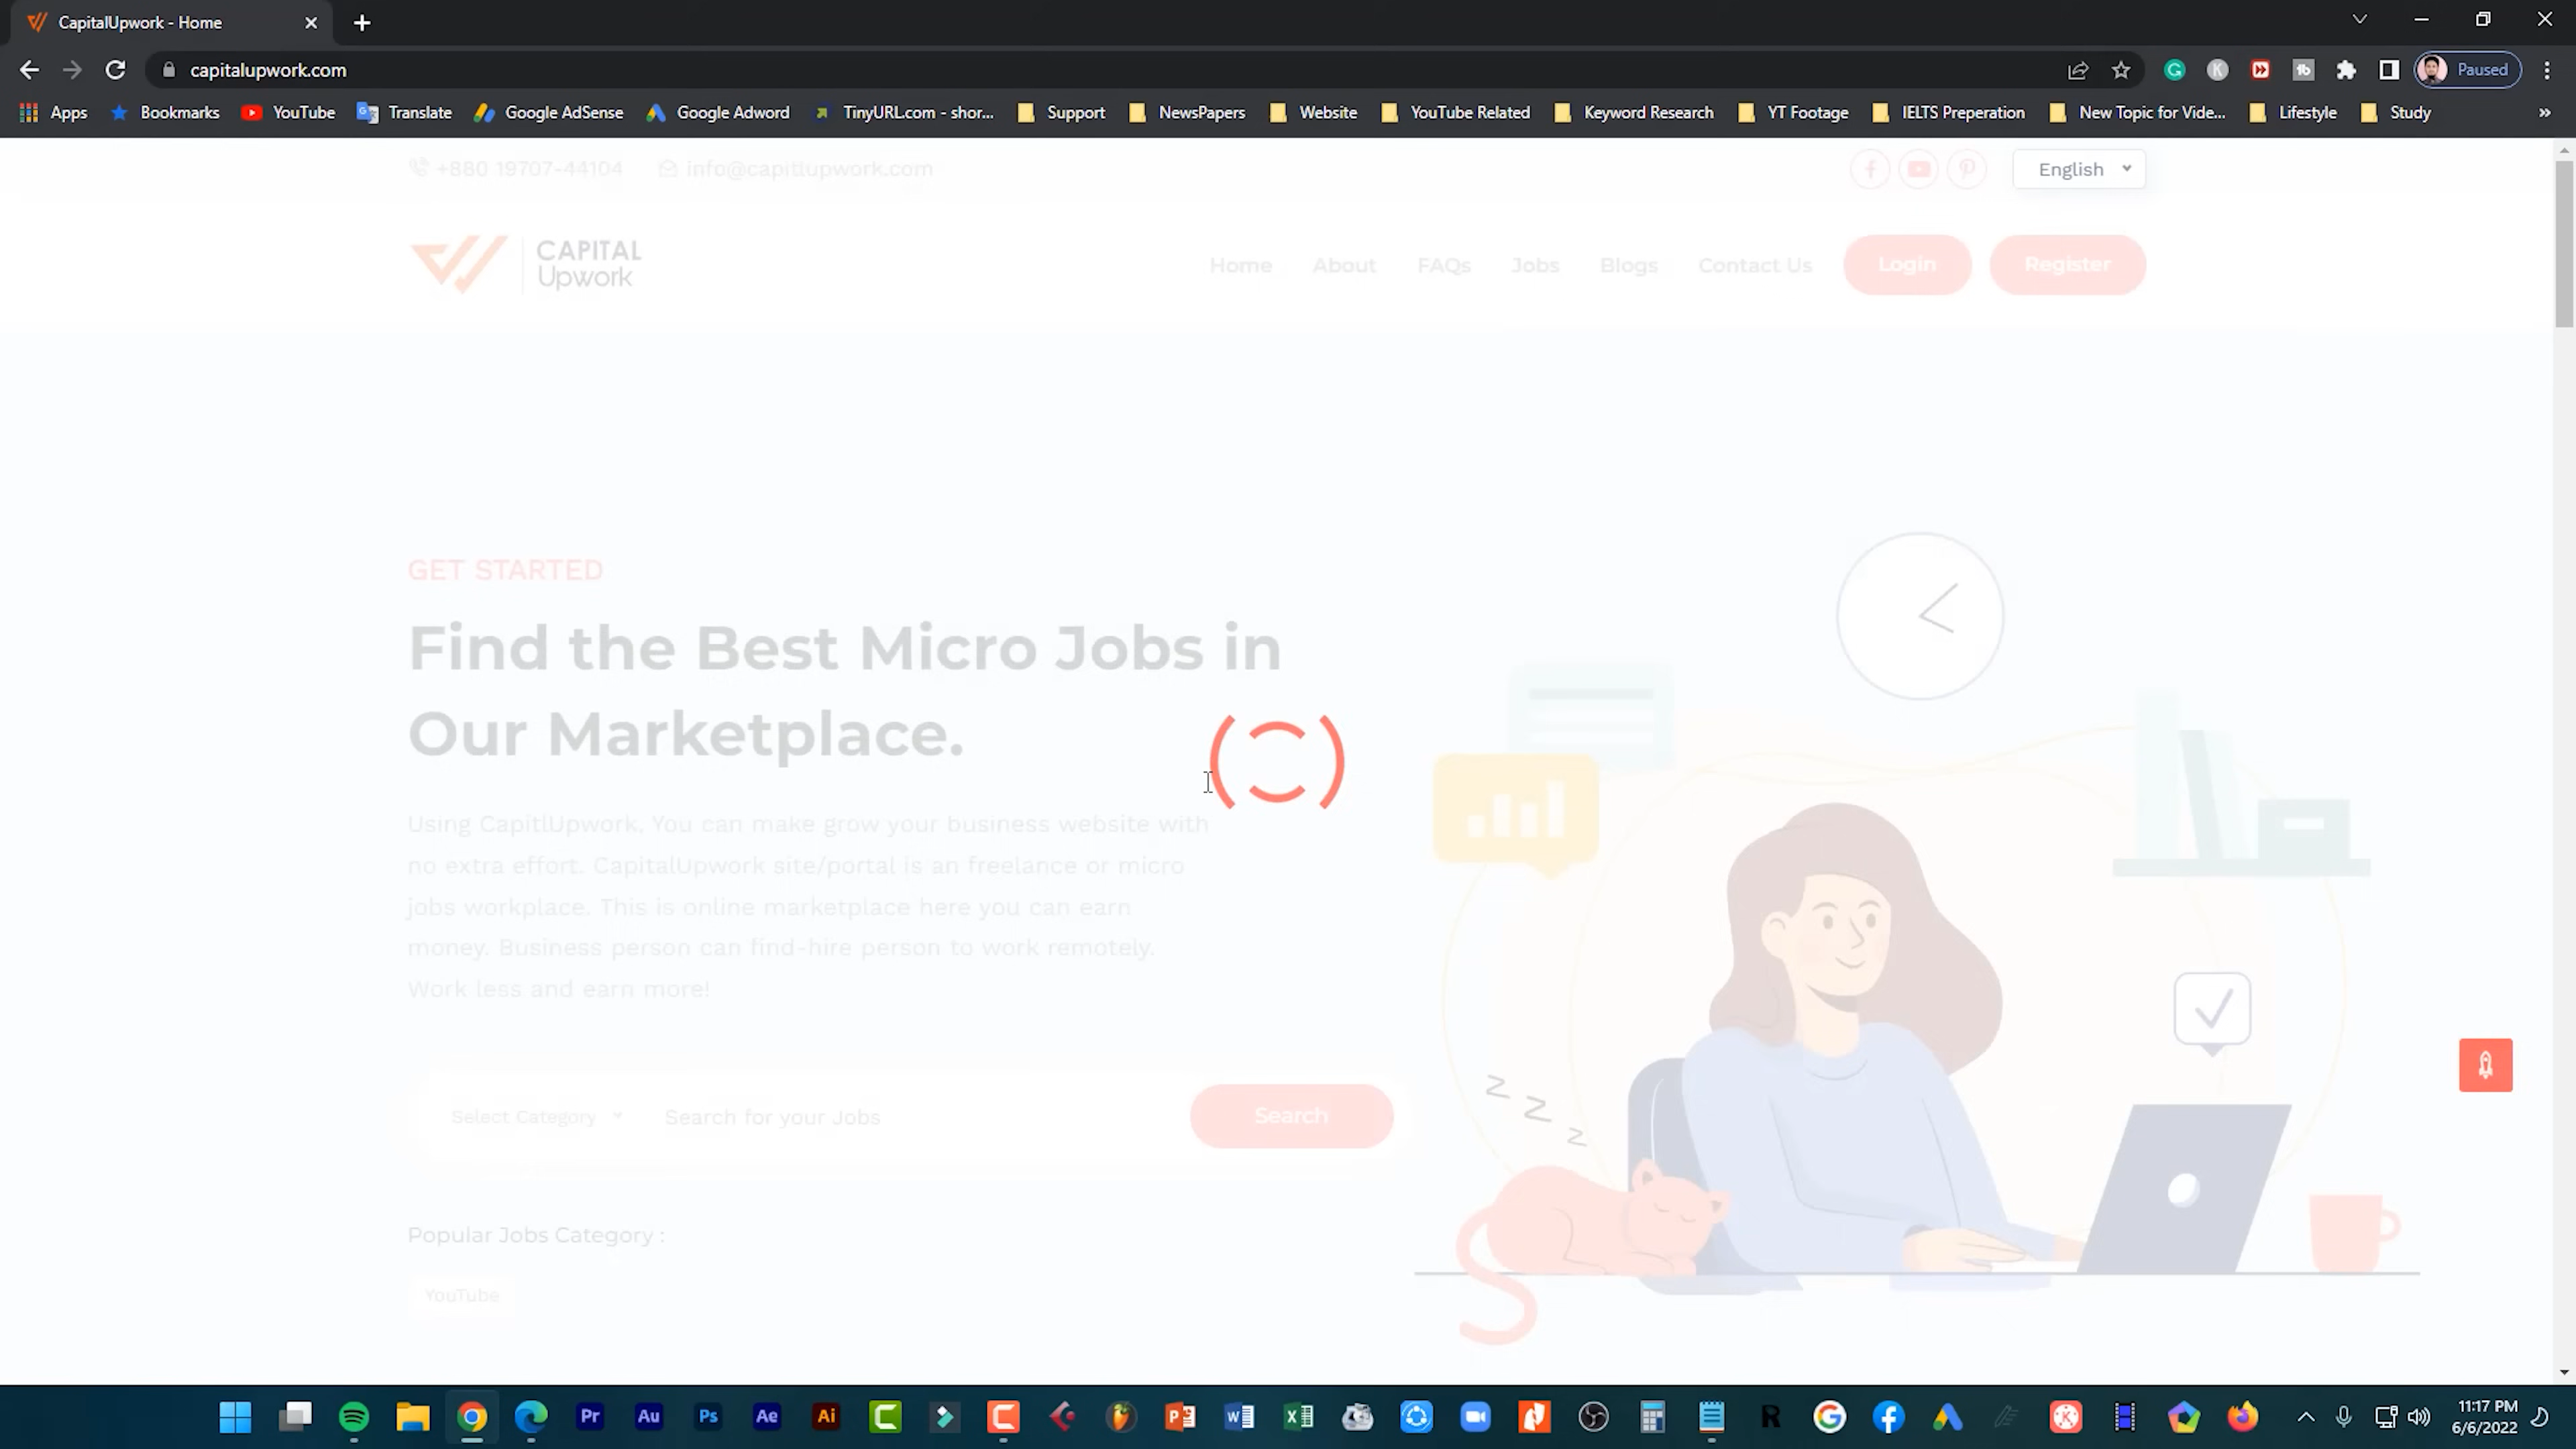 CapitalUpwork - Home
capitalupwork.com
Paused
Apps
Bookmarks
YouTube
Translate
Google AdSense
Google Adword
TinyURL.com - shor...
Support
NewsPapers
Website
YouTube Related
Keyword Research
YT Footage
IELTS Preperation
New Topic for Vide...
Lifestyle
Study
+880 19707-44104
info@capitlupwork.com
English
CAPITAL
Upwork
Home
About
FAQs
Jobs
Blogs
Contact Us
Login
Register
GET STARTED
Find the Best Micro Jobs in
Our Marketplace.
Using CapitlUpwork, You can make grow your business website with
no extra effort. CapitalUpwork site/portal is an freelance or micro
jobs workplace. This is online marketplace here you can earn
money. Business person can find-hire person to work remotely.
Work less and earn more!
Select Category
Search for your Jobs
Search
Z
Z
Z
Popular Jobs Category :
YouTube
Pr
Au
Ps
Ae
Ai
11:17 PM
6/6/2022